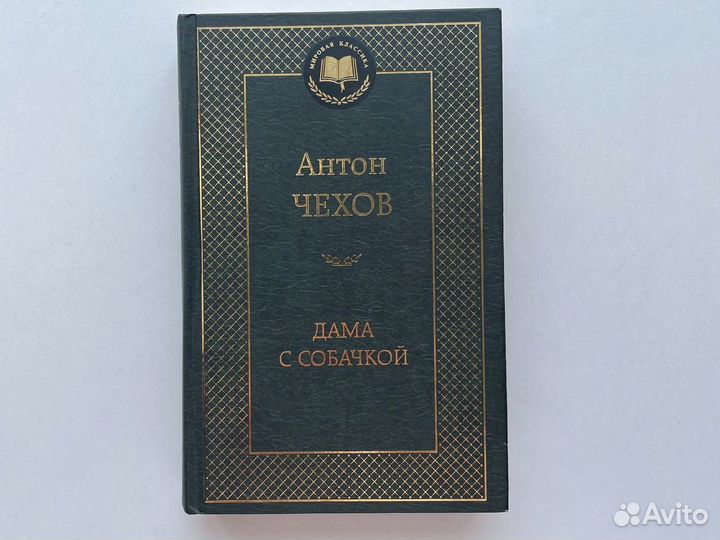 МИРОВАЯ КЛАССИКА
Антон
ЧЕХОВ
ДАМА
С СОБАЧКОЙ
Avito